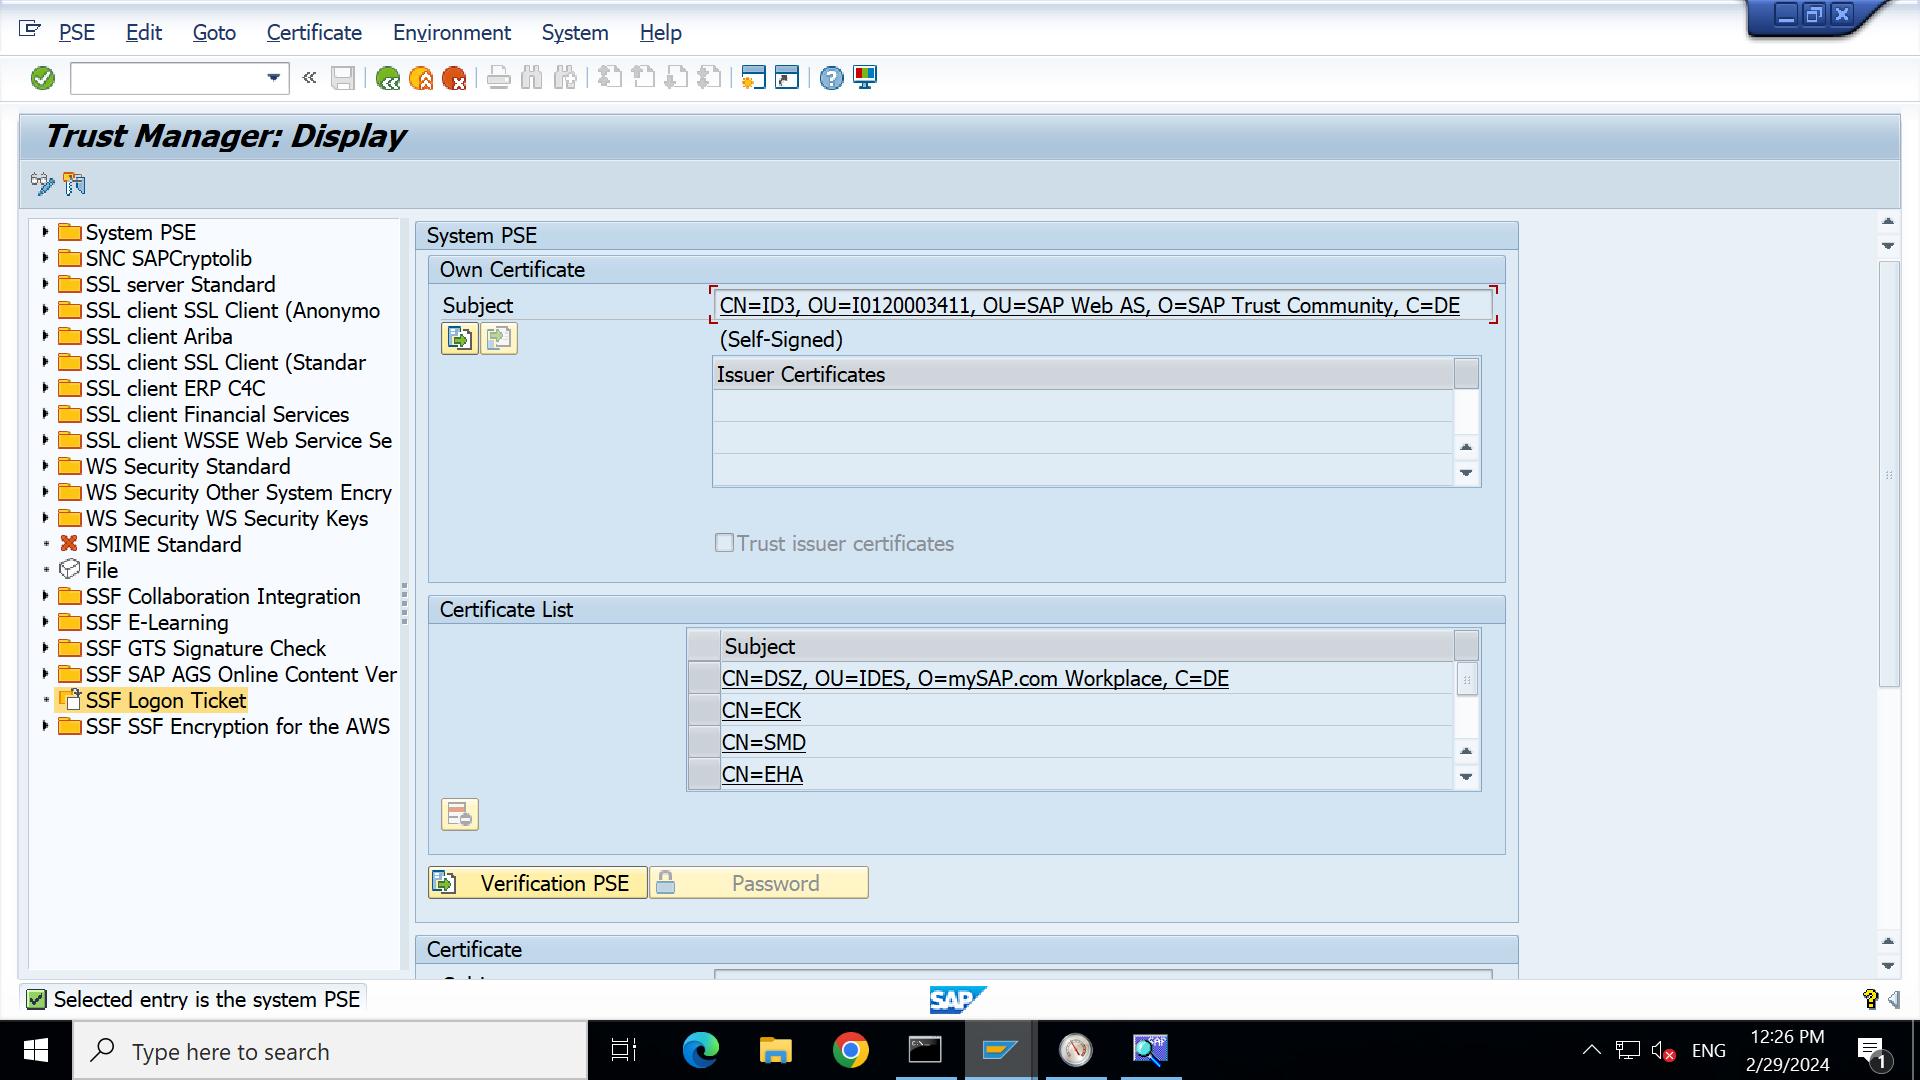 PSE Edit Goto Certificate Environment System Help
Trust Manager: Display
System PSE
SNC SAPCryptolib
SSL server Standard
SSL client SSL Client (Anonymo
SSL client Ariba
SSL client SSL Client (Standar
SSL client ERP C4C
SSL client Financial Services
SSL client WSSE Web Service Se
WS Security Standard
WS Security Other System Encry
WS Security WS Security Keys
SMIME Standard
File
SSF Collaboration Integration
SSF E-Learning
SSF GTS Signature Check
SSF SAP AGS Online Content Ver
SSF Logon Ticket
SSF SSF Encryption for the AWS
System PSE
Own Certificate
Subject CN=ID3, OU=I0120003411, OU=SAP Web AS, O=SAP Trust Community, C=DE
(Self-Signed)
Issuer Certificates
Trust issuer certificates
Certificate List
Subject
CN=DSZ, OU=IDES, O=mySAP.com Workplace, C=DE
CN=ECK
CN=SMD
CN=EHA
Verification PSE Password
Certificate
Selected entry is the system PSE
SAP
Type here to search
ENG
12:26 PM
2/29/2024
1